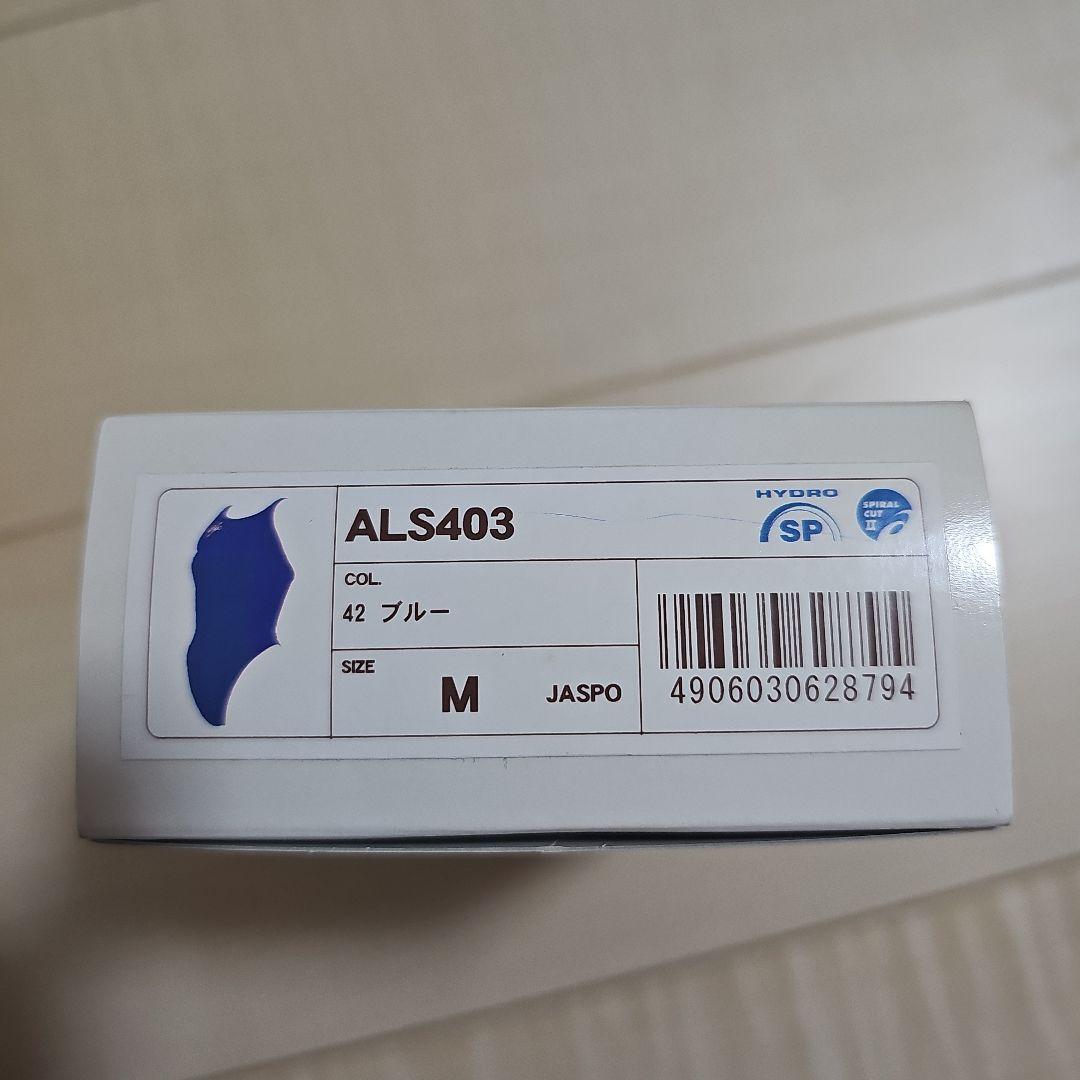 ALS403
HYDRO
SP
SPIRAL
CUT
II
COL.
42 ブルー
SIZE
M
JASPO
4906030628794